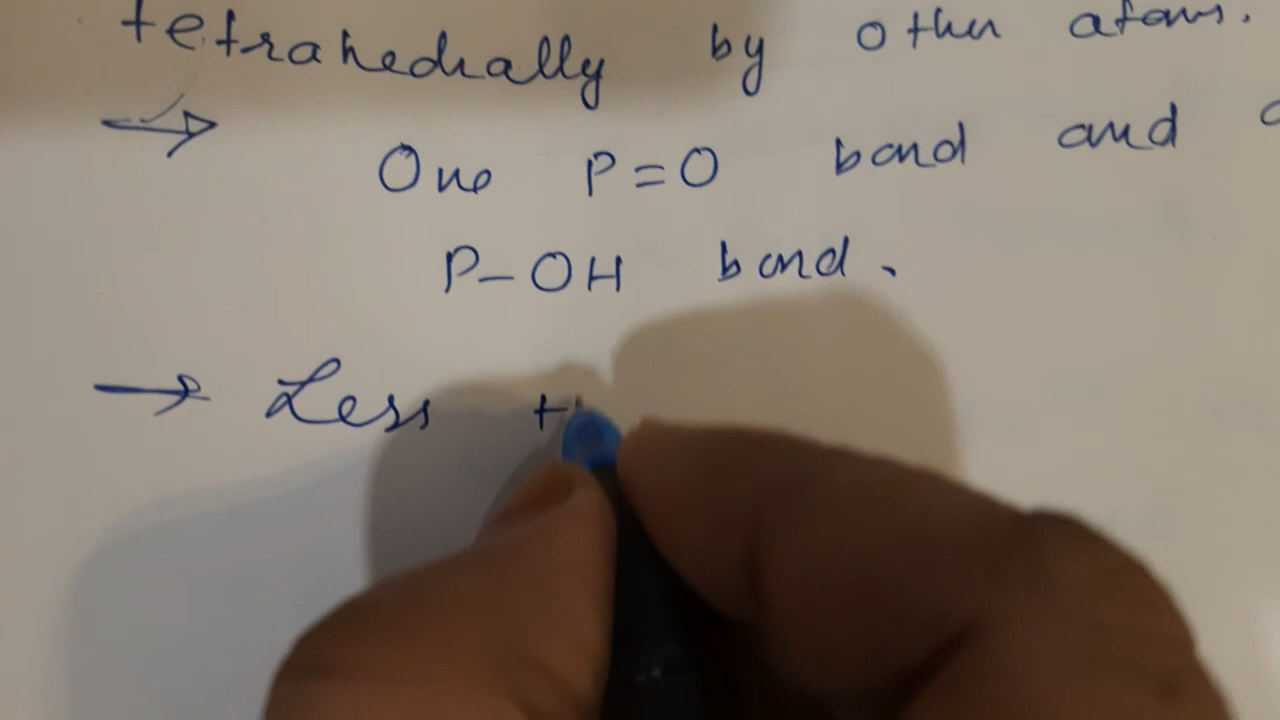 tetrahedrally by other atoms.
⇒ One P=O bond and
P-OH bond.
→ Less